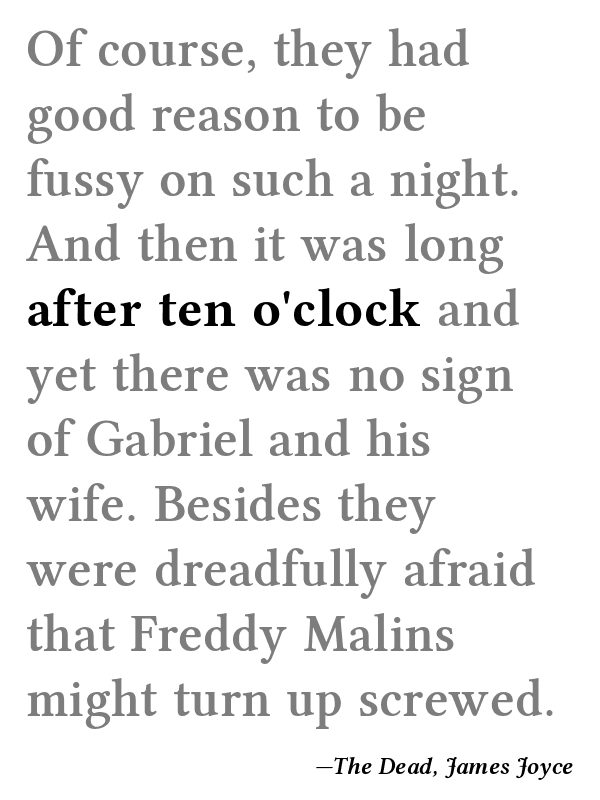 Of course, they had
good reason to be
fussy on such a night.
And then it was long
after ten o'clock and
yet there was no sign
of Gabriel and his
wife. Besides they
were dreadfully afraid
that Freddy Malins
might turn up screwed.
—The Dead, James Joyce